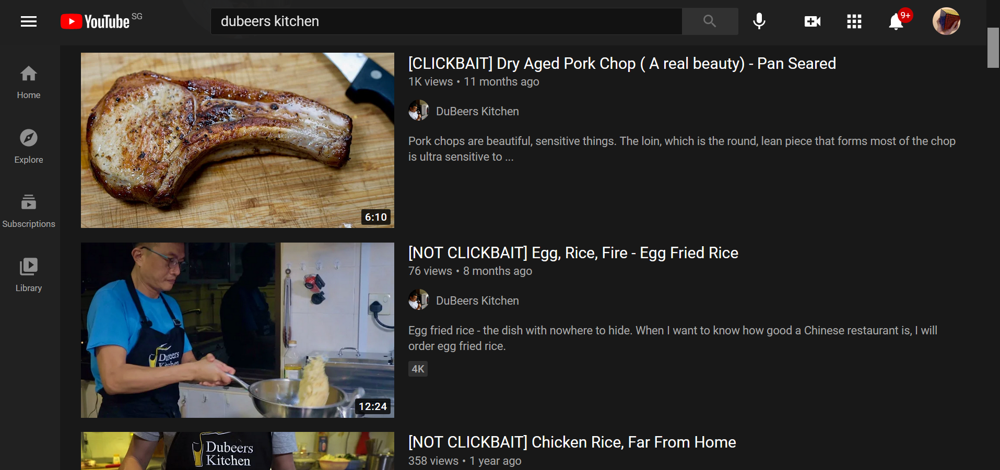 YouTube SG
dubeers kitchen
9+
Home
Explore
Subscriptions
Library
6:10
[CLICKBAIT] Dry Aged Pork Chop ( A real beauty) - Pan Seared
1K views • 11 months ago
DuBeers Kitchen
Pork chops are beautiful, sensitive things. The loin, which is the round, lean piece that forms most of the chop
is ultra sensitive to ...
Dubeers
Kitchen
12:24
[NOT CLICKBAIT] Egg, Rice, Fire - Egg Fried Rice
76 views • 8 months ago
DuBeers Kitchen
Egg fried rice - the dish with nowhere to hide. When I want to know how good a Chinese restaurant is, I will
order egg fried rice.
4K
Dubeers
Kitchen
[NOT CLICKBAIT] Chicken Rice, Far From Home
358 views • 1 year ago